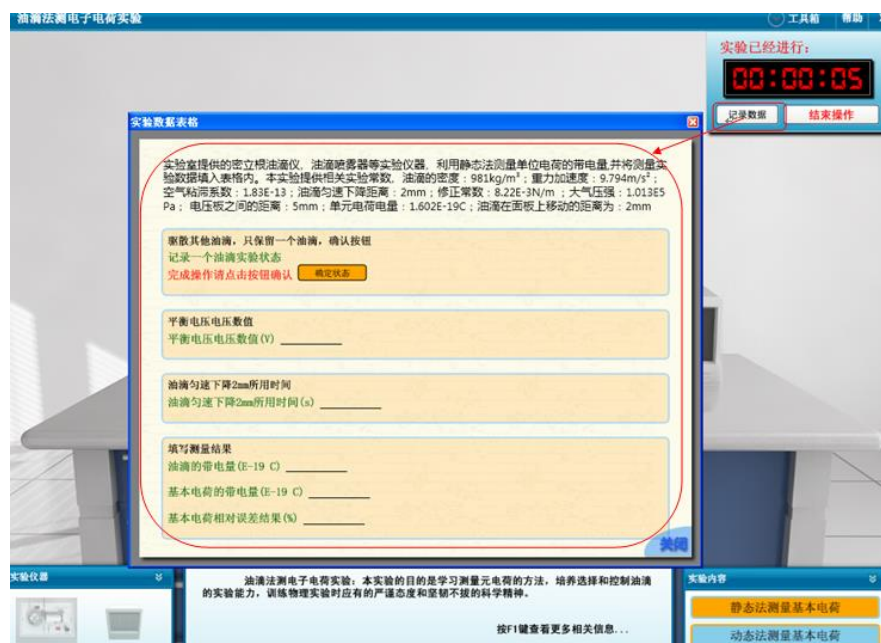 油滴法测电子电荷实验
工具箱 帮助
实验已经进行：
00:00:05
记录数据 结束操作
实验数据表格
实验室提供的密立根油滴仪，油滴喷雾器等实验仪器，利用静态法测量单位电荷的带电量,并将测量实
验数据填入表格内。本实验提供相关实验常数，油滴的密度：981kg/m³；重力加速度：9.794m/s²；
空气粘滞系数：1.83E-13；油滴匀速下降距离：2mm；修正常数：8.22E-3N/m ；大气压强：1.013E5
Pa； 电压板之间的距离：5mm；单元电荷电量：1.602E-19C；油滴在面板上移动的距离为：2mm
驱散其他油滴，只保留一个油滴，确认按钮
记录一个油滴实验状态
完成操作请点击按钮确认 确定状态
平衡电压电压数值
平衡电压电压数值(V) ________
油滴匀速下降2mm所用时间
油滴匀速下降2mm所用时间(s) ________
填写测量结果
油滴的带电量(E-19 C) ________
基本电荷的带电量(E-19 C) ________
基本电荷相对误差结果(%) ________
关闭
实验仪器
油滴法测电子电荷实验：本实验的目的是学习测量元电荷的方法，培养选择和控制油滴
的实验能力，训练物理实验时应有的严谨态度和坚韧不拔的科学精神。
按F1键查看更多相关信息...
实验内容
静态法测量基本电荷
动态法测量基本电荷